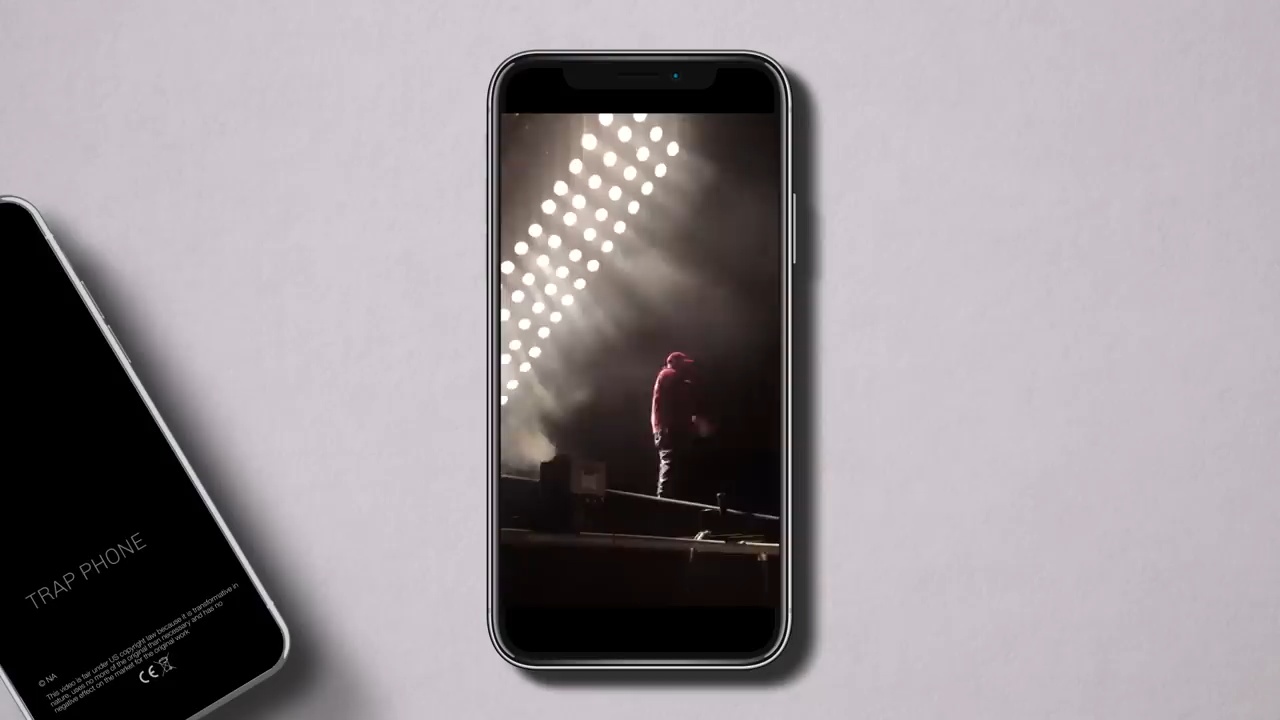 TRAP PHONE
© NA
This video is fair under US copyright law because it is transformative in
nature, uses no more of the original than necessary and has no
negative effect on the market for the original work.
CE